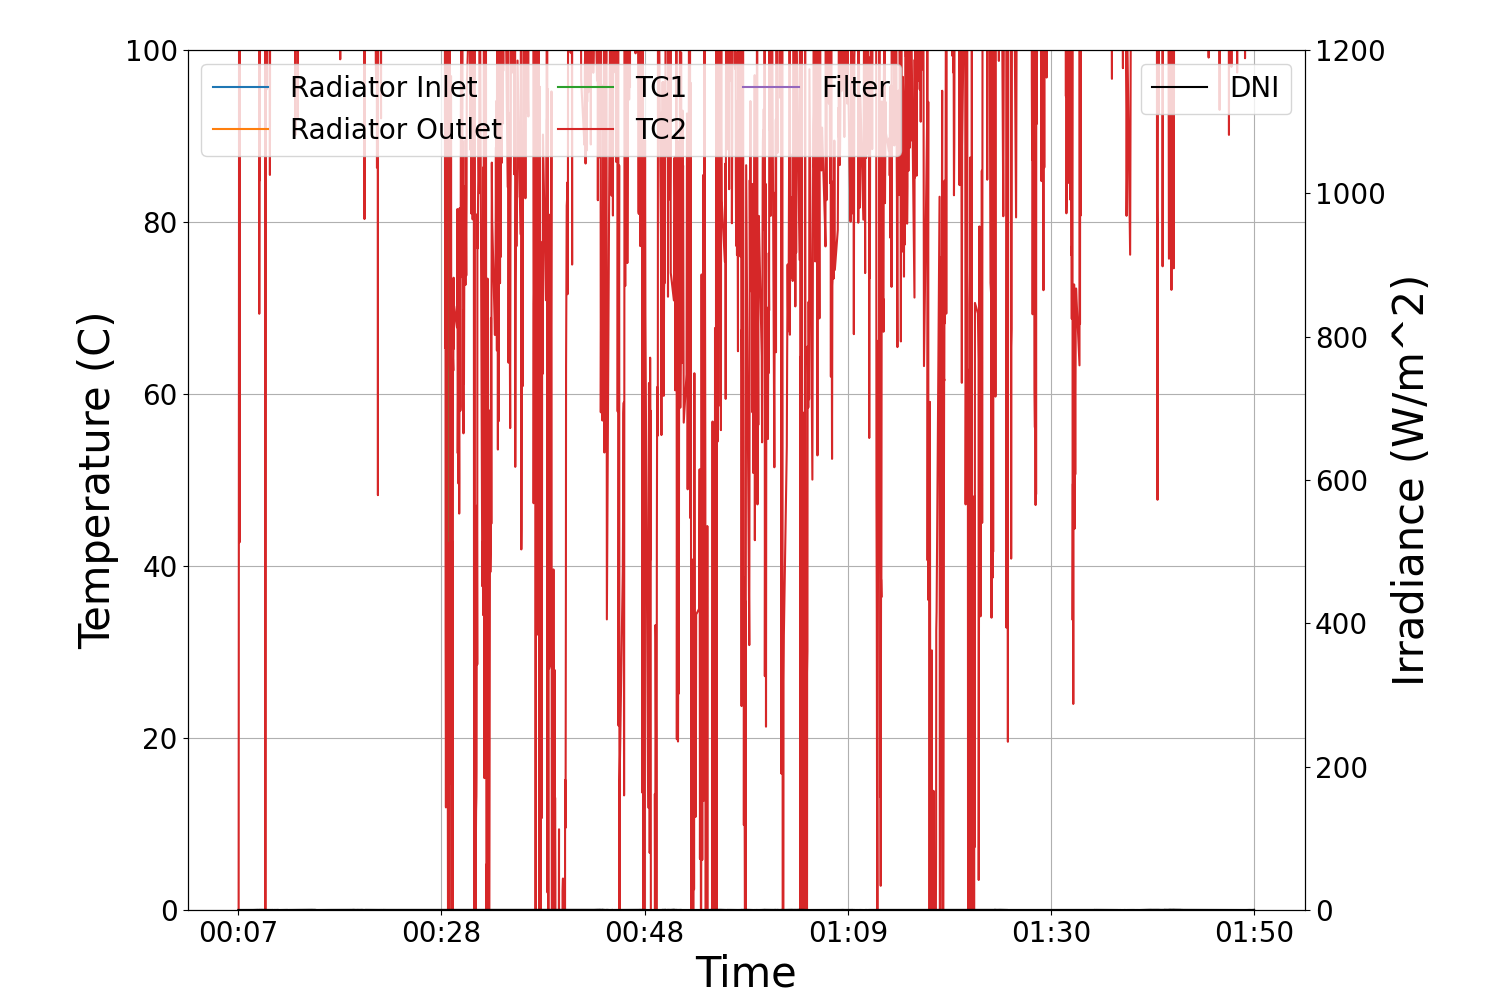 Radiator Inlet
Radiator Outlet
TC1
TC2
Filter
DNI
100
80
60
40
20
0
Temperature (C)
1200
1000
800
600
400
200
0
Irradiance (W/m^2)
00:07 00:28 00:48 01:09 01:30 01:50
Time